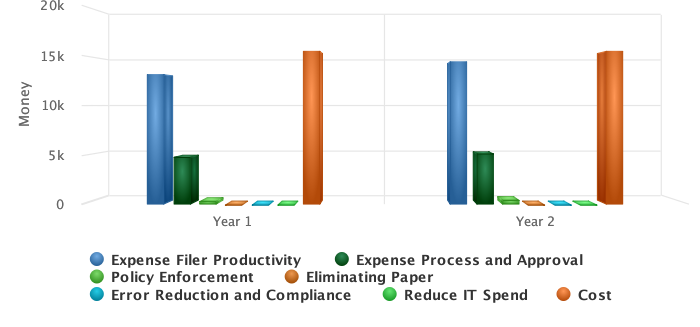 20k
15k
10k
5k
0
Money
Year 1 Year 2
Expense Filer Productivity Expense Process and Approval
Policy Enforcement Eliminating Paper
Error Reduction and Compliance Reduce IT Spend Cost